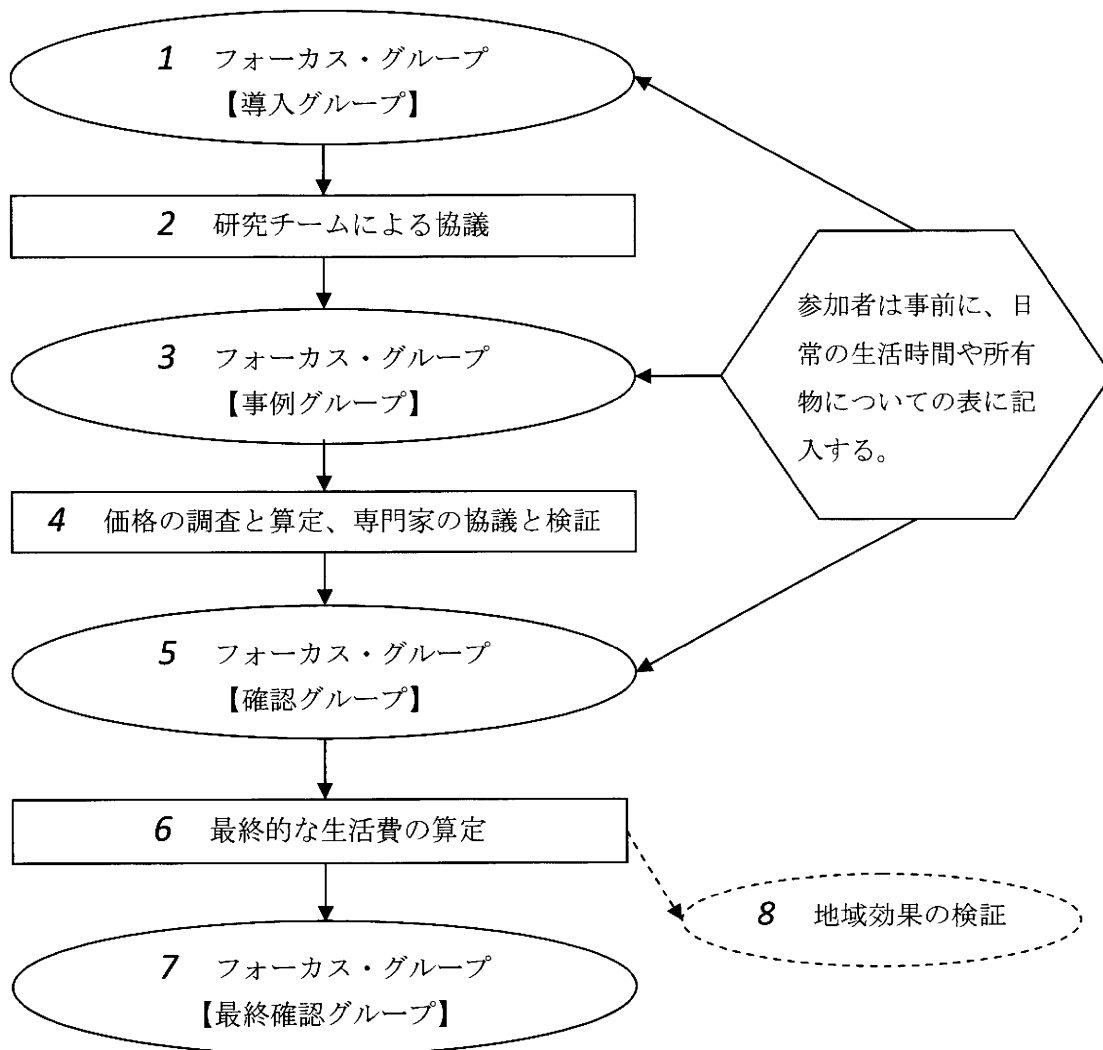 1 フォーカス・グループ
【導入グループ】
2 研究チームによる協議
3 フォーカス・グループ
【事例グループ】
参加者は事前に、日
常の生活時間や所有
物についての表に記
入する。
4 価格の調査と算定、専門家の協議と検証
5 フォーカス・グループ
【確認グループ】
6 最終的な生活費の算定
8 地域効果の検証
7 フォーカス・グループ
【最終確認グループ】